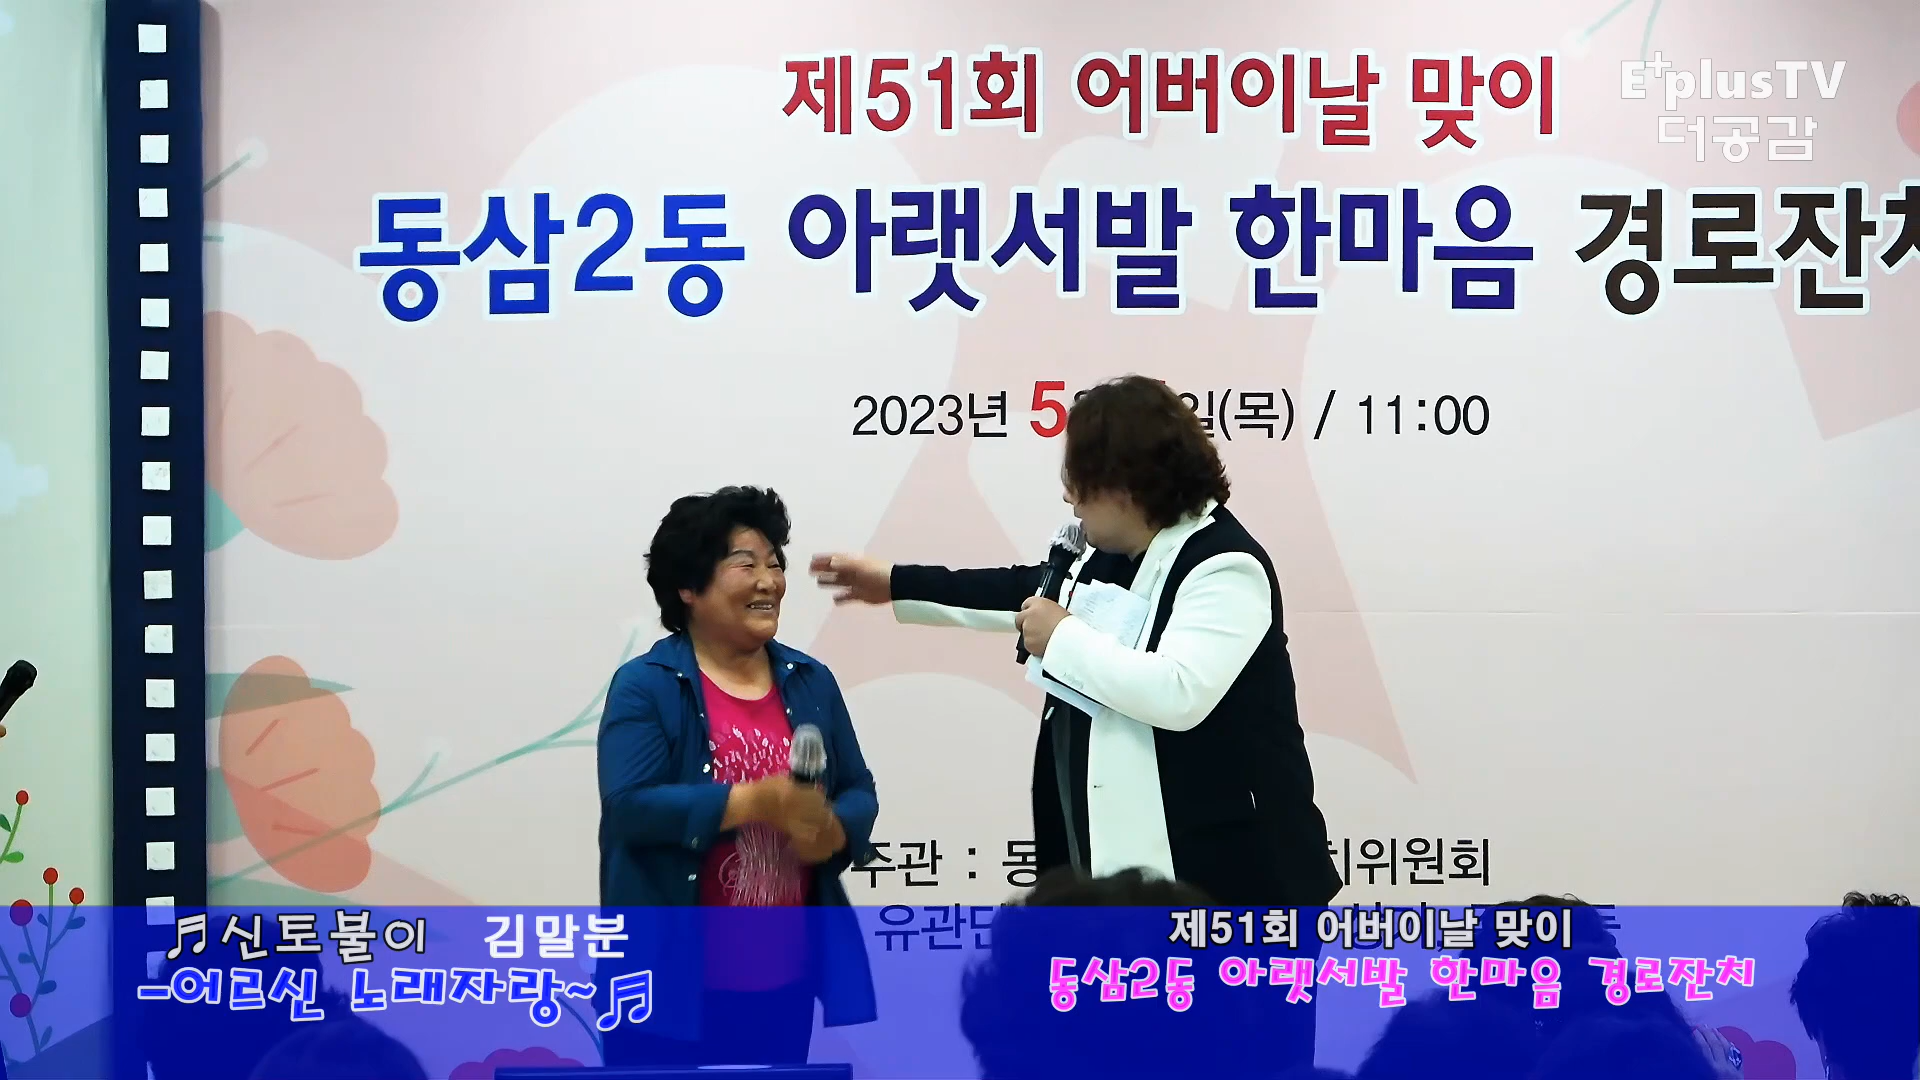 제51회 어버이날 맞이
E+plusTV
더공감
동삼2동 아랫서발 한마음 경로잔치
2023년 5 일(목) / 11:00
주관 : 동 치위원회
유관단
♬신토불이 김말분
-어르신 노래자랑~♬
제51회 어버이날 맞이
동삼2동 아랫서발 한마음 경로잔치